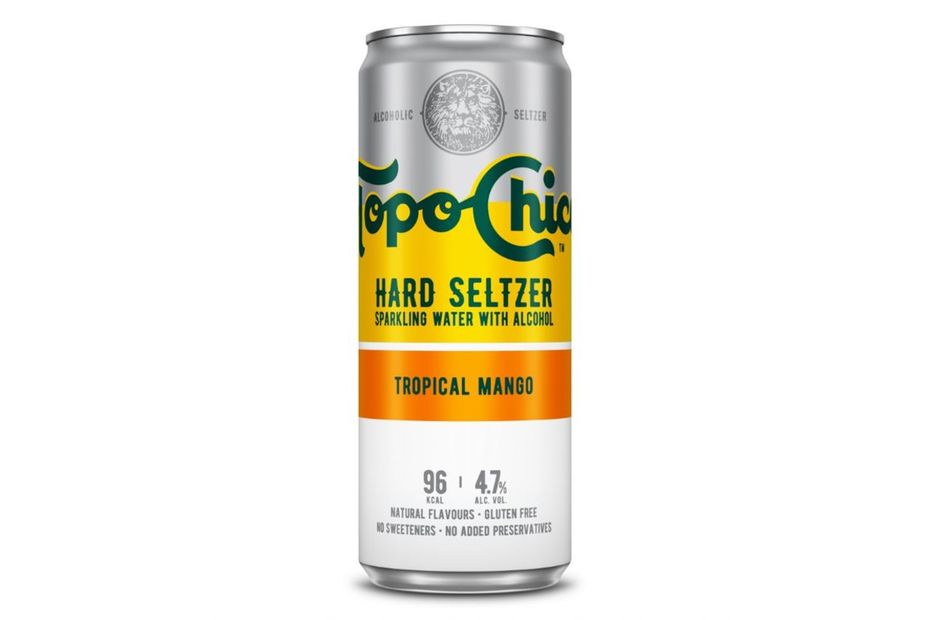 ALCOHOLIC SELTZER
Topo Chic
TM
HARD SELTZER
SPARKLING WATER WITH ALCOHOL
TROPICAL MANGO
96 4.7%
KCAL ALC. VOL.
NATURAL FLAVOURS · GLUTEN FREE
NO SWEETENERS · NO ADDED PRESERVATIVES